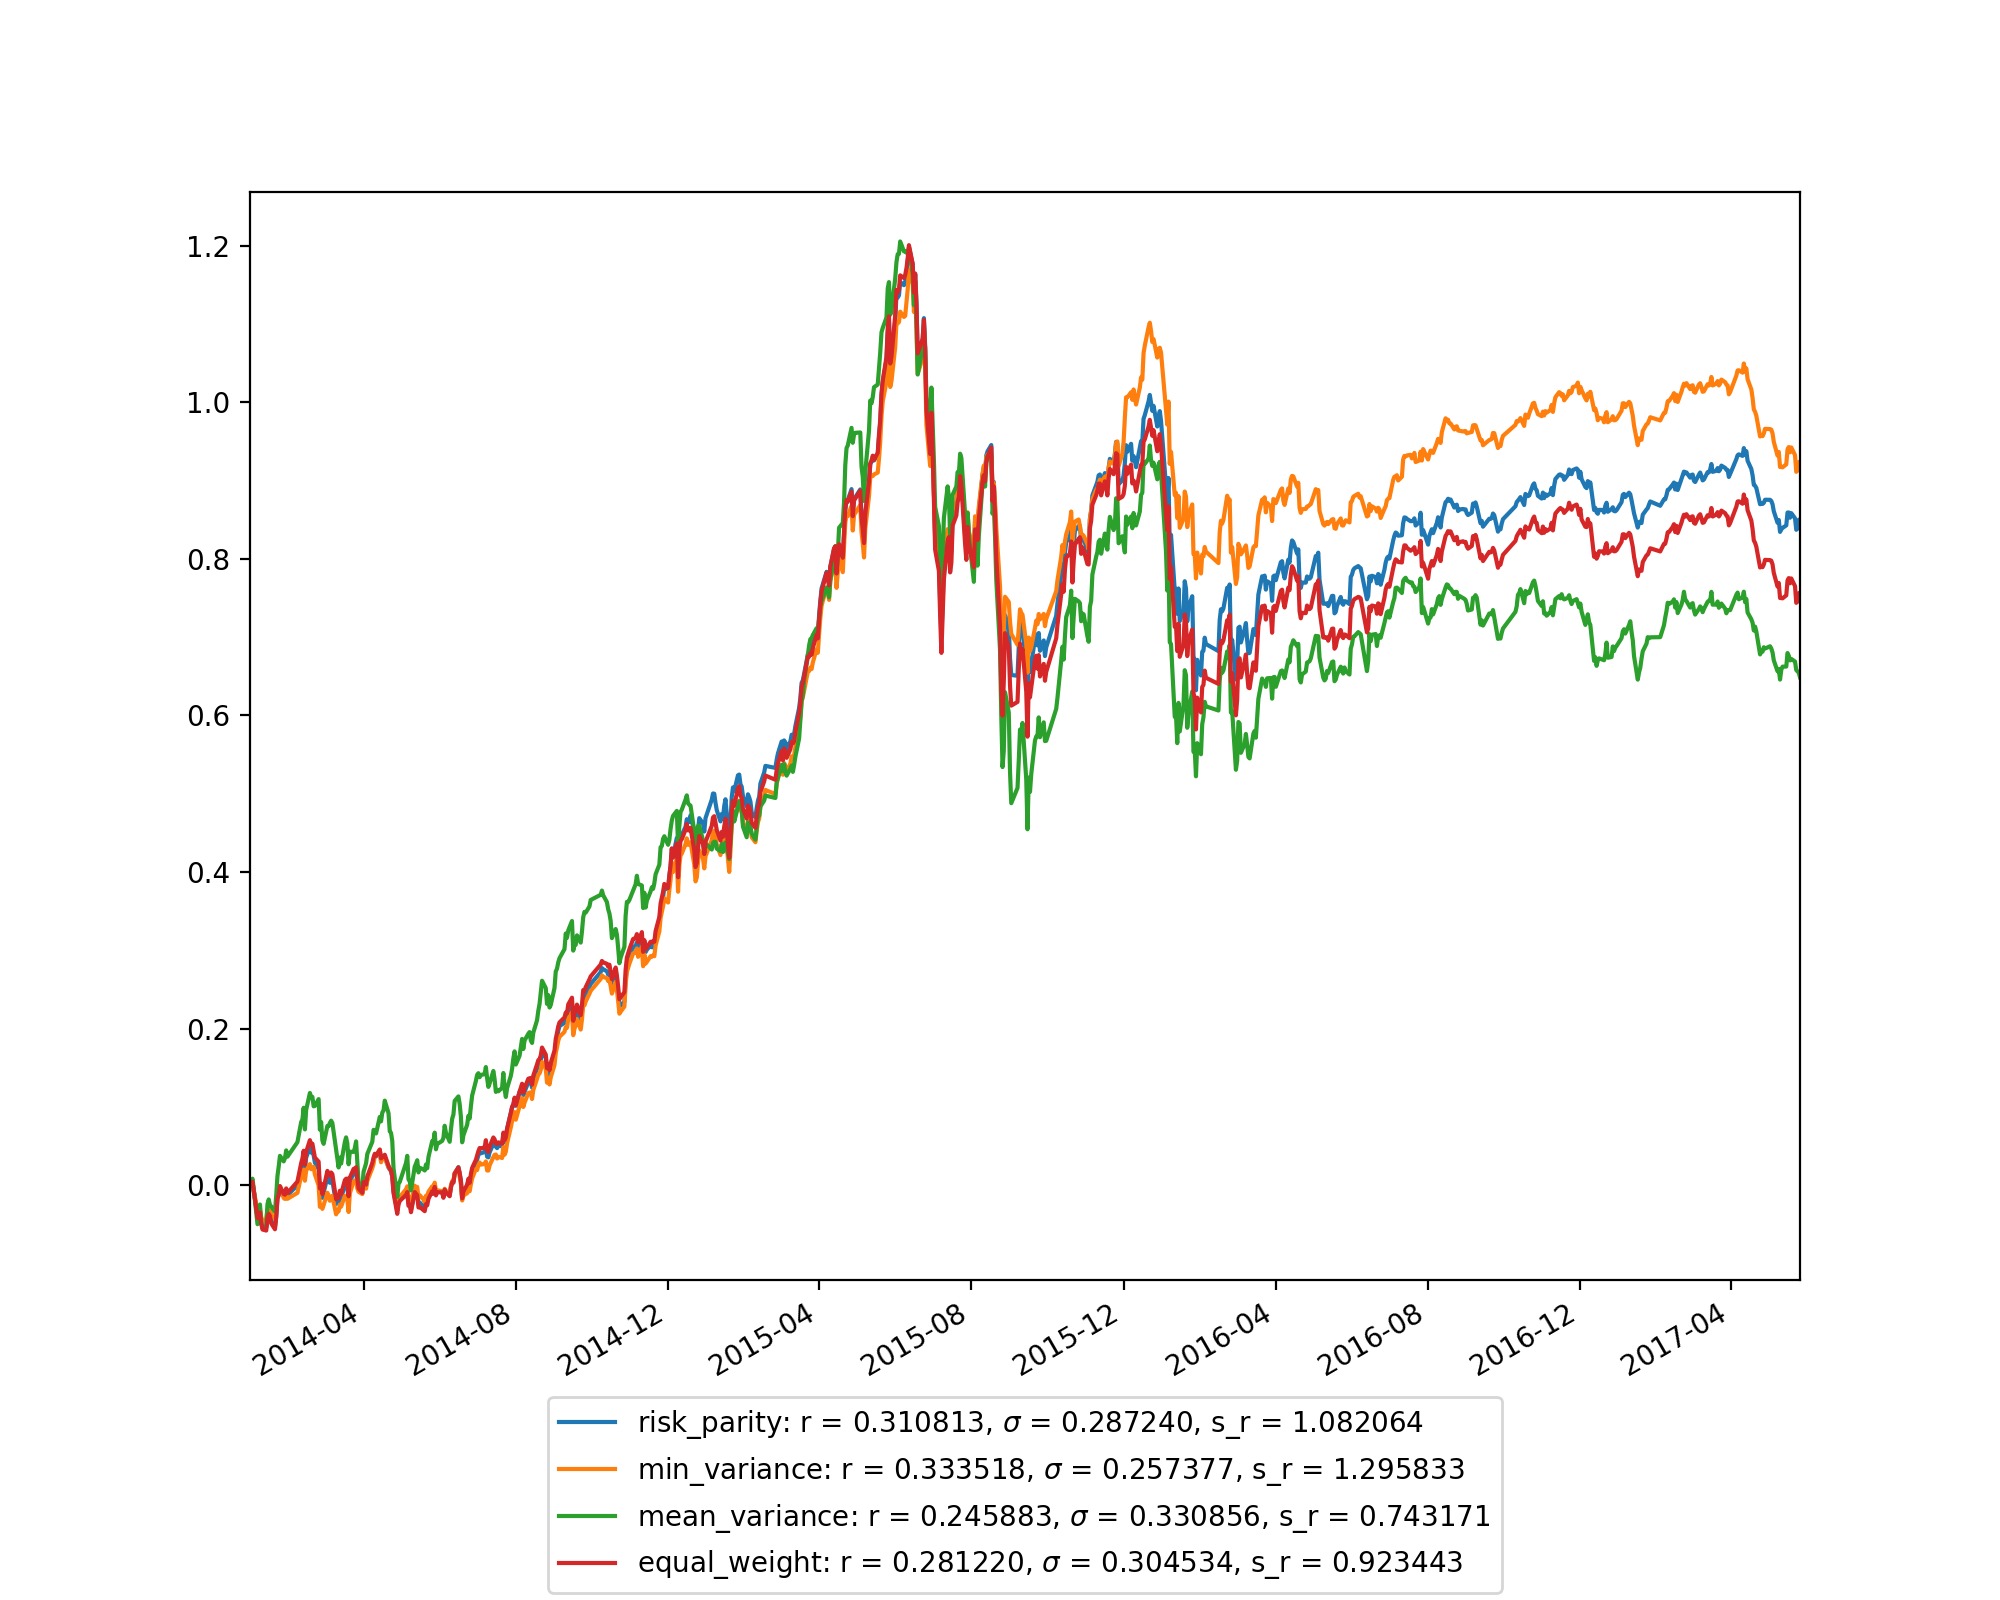 1.2
1.0
0.8
0.6
0.4
0.2
0.0
2014-04 2014-08 2014-12 2015-04 2015-08 2015-12 2016-04 2016-08 2016-12 2017-04
risk_parity: r = 0.310813, σ = 0.287240, s_r = 1.082064
min_variance: r = 0.333518, σ = 0.257377, s_r = 1.295833
mean_variance: r = 0.245883, σ = 0.330856, s_r = 0.743171
equal_weight: r = 0.281220, σ = 0.304534, s_r = 0.923443